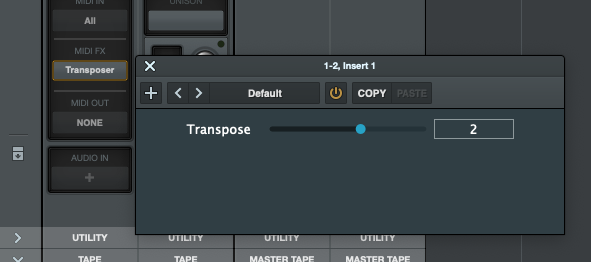 MIDI IN
All
UNISON
MIDI FX
Transposer
MIDI OUT
NONE
AUDIO IN
+
1-2, Insert 1
Default
COPY
PASTE
Transpose
2
UTILITY
UTILITY
UTILITY
UTILITY
TAPE
TAPE
MASTER TAPE
MASTER TAPE